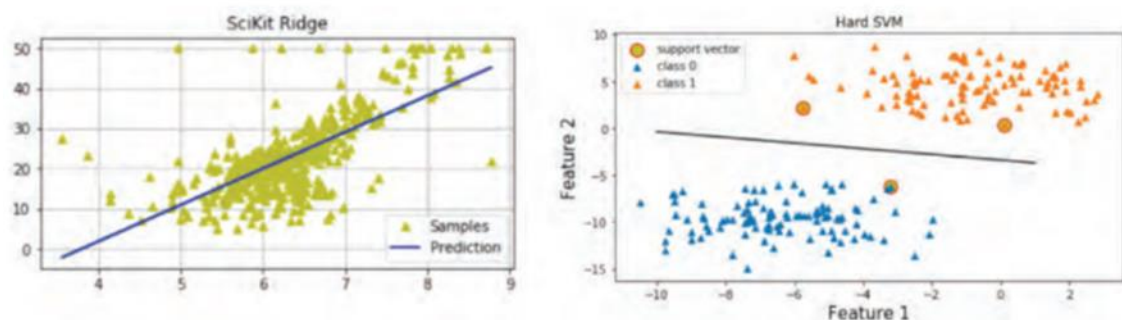 SciKit Ridge
50
40
30
20
10
0
4 5 6 7 8 9
Samples
Prediction
Hard SVM
10
5
0
−5
−10
−15
−10 −8 −6 −4 −2 0 2
Feature 2
Feature 1
support vector
class 0
class 1